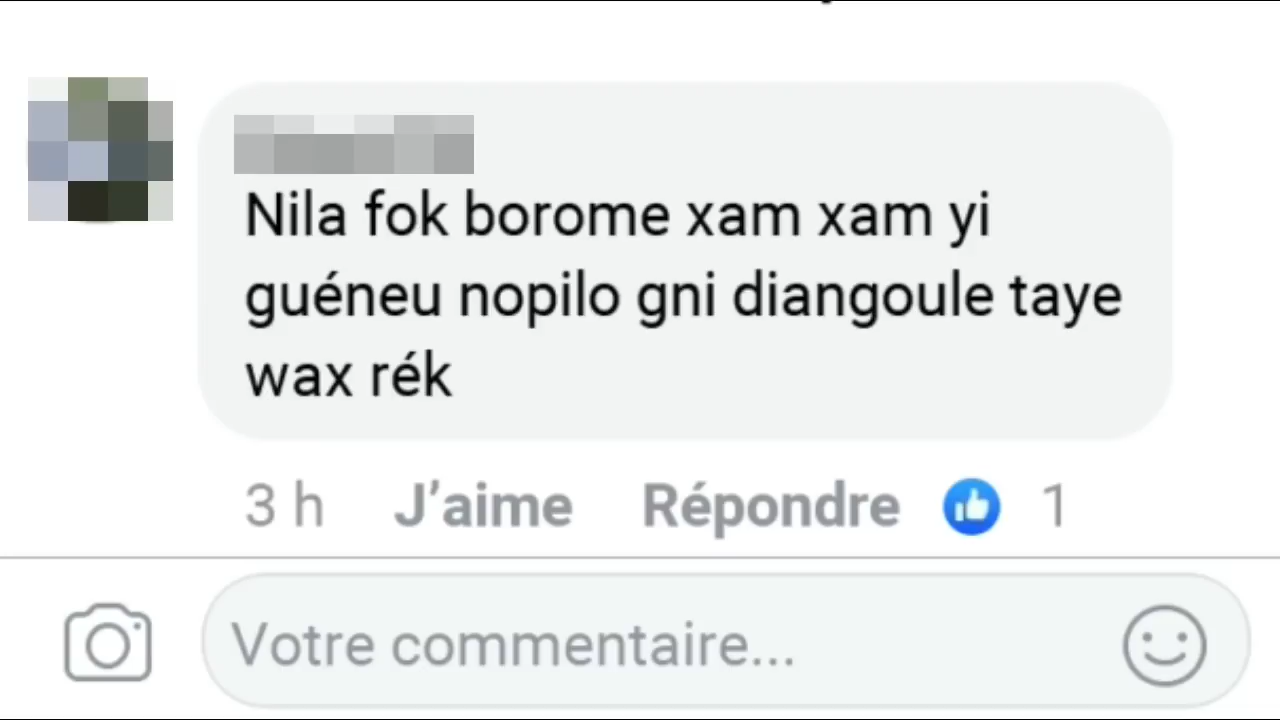 Nila fok borome xam xam yi
guéneu nopilo gni diangoule taye
wax rék
3 h J’aime Répondre 1
Votre commentaire...